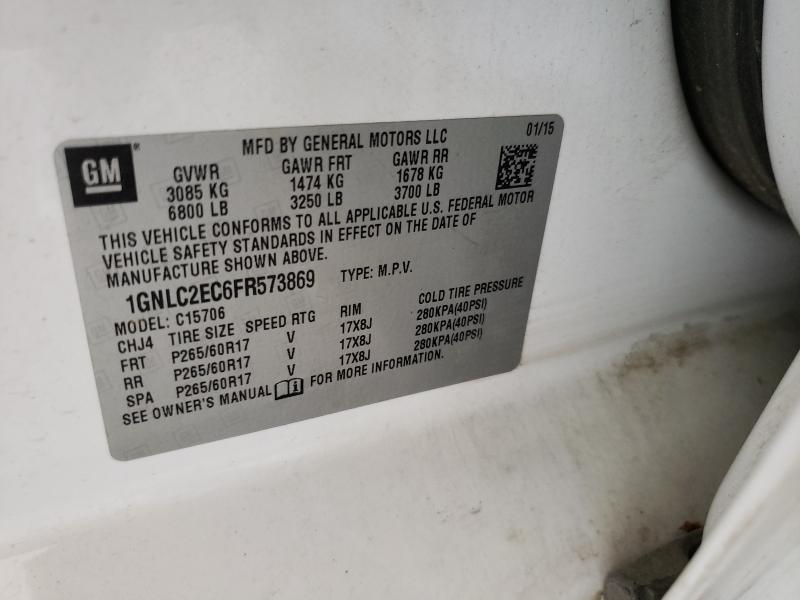 GM
MFD BY GENERAL MOTORS LLC 01/15
GVWR GAWR FRT GAWR RR
3085 KG 1474 KG 1678 KG
6800 LB 3250 LB 3700 LB
THIS VEHICLE CONFORMS TO ALL APPLICABLE U.S. FEDERAL MOTOR
VEHICLE SAFETY STANDARDS IN EFFECT ON THE DATE OF
MANUFACTURE SHOWN ABOVE.
1GNLC2EC6FR573869 TYPE: M.P.V.
MODEL: C15706
CHJ4 TIRE SIZE SPEED RTG RIM COLD TIRE PRESSURE
FRT P265/60R17 V 17X8J 280KPA(40PSI)
RR P265/60R17 V 17X8J 280KPA(40PSI)
SPA P265/60R17 V 17X8J 280KPA(40PSI)
SEE OWNER'S MANUAL FOR MORE INFORMATION.